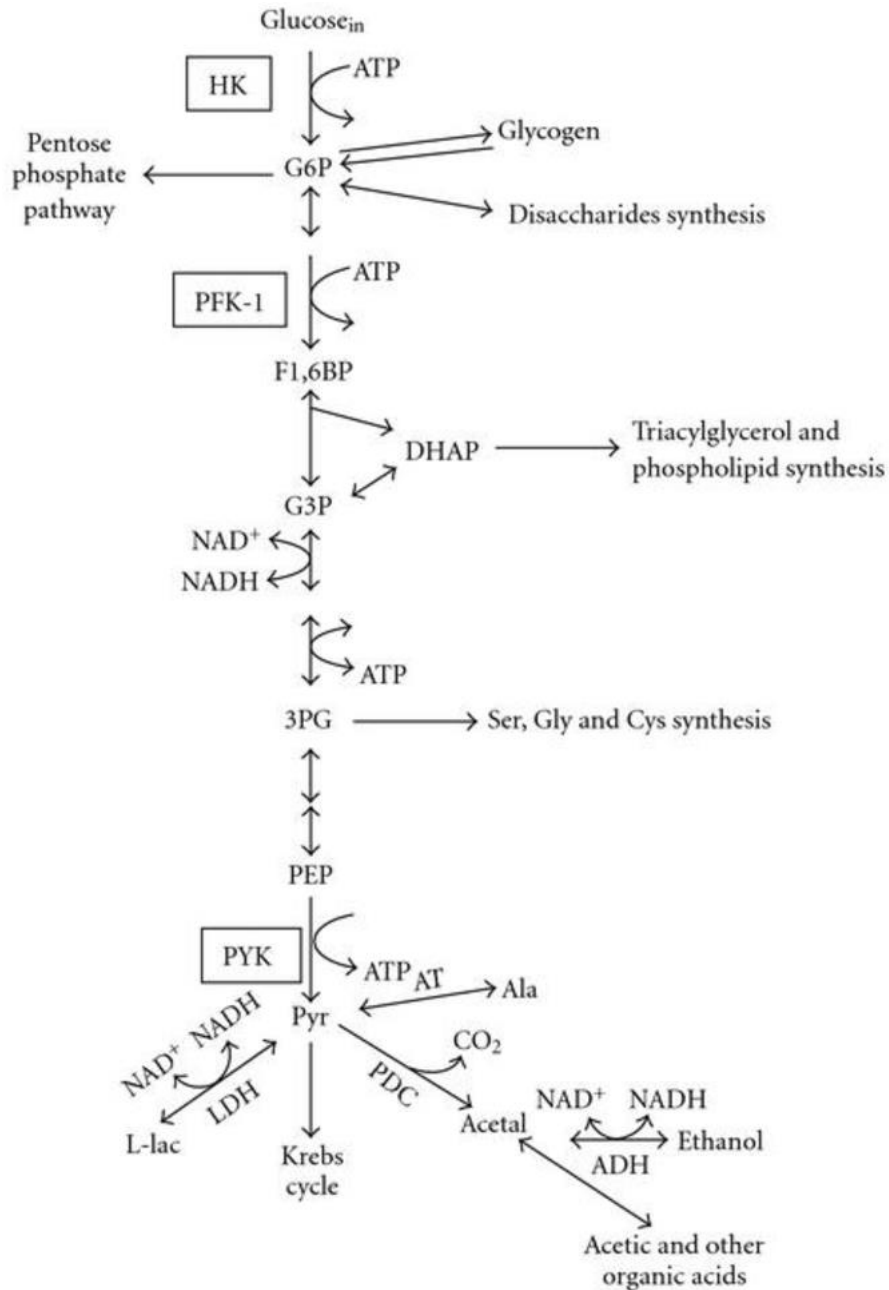 Glucose_in
HK
ATP
Glycogen
Pentose
phosphate
pathway
G6P
Disaccharides synthesis
ATP
PFK-1
F1,6BP
DHAP
Triacylglycerol and
phospholipid synthesis
G3P
NAD⁺
NADH
ATP
3PG
Ser, Gly and Cys synthesis
PEP
PYK
ATP
AT
Ala
Pyr
NAD⁺
NADH
LDH
L-lac
Krebs
cycle
PDC
CO₂
Acetal
NAD⁺
NADH
Ethanol
ADH
Acetic and other
organic acids